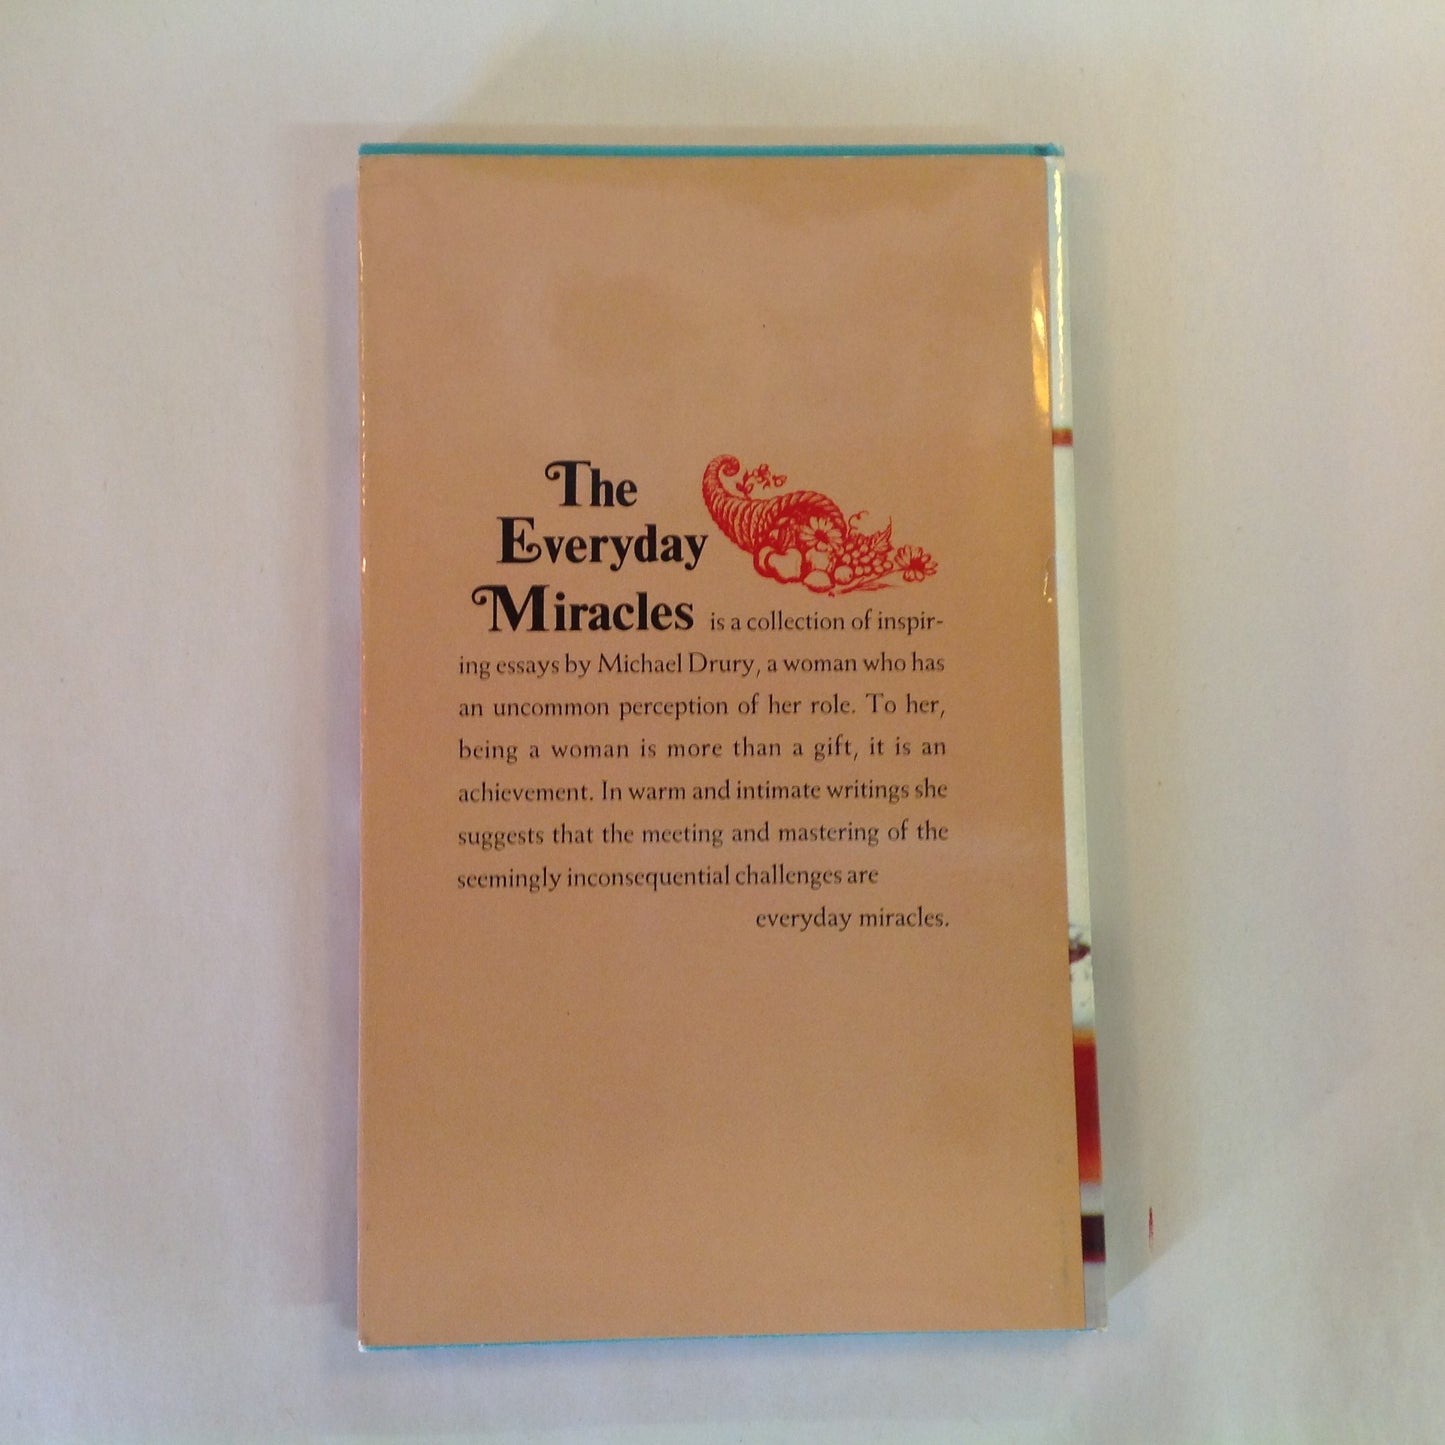 The
Everyday
Miracles is a collection of inspir-
ing essays by Michael Drury, a woman who has
an uncommon perception of her role. To her,
being a woman is more than a gift, it is an
achievement. In warm and intimate writings she
suggests that the meeting and mastering of the
seemingly inconsequential challenges are
everyday miracles.